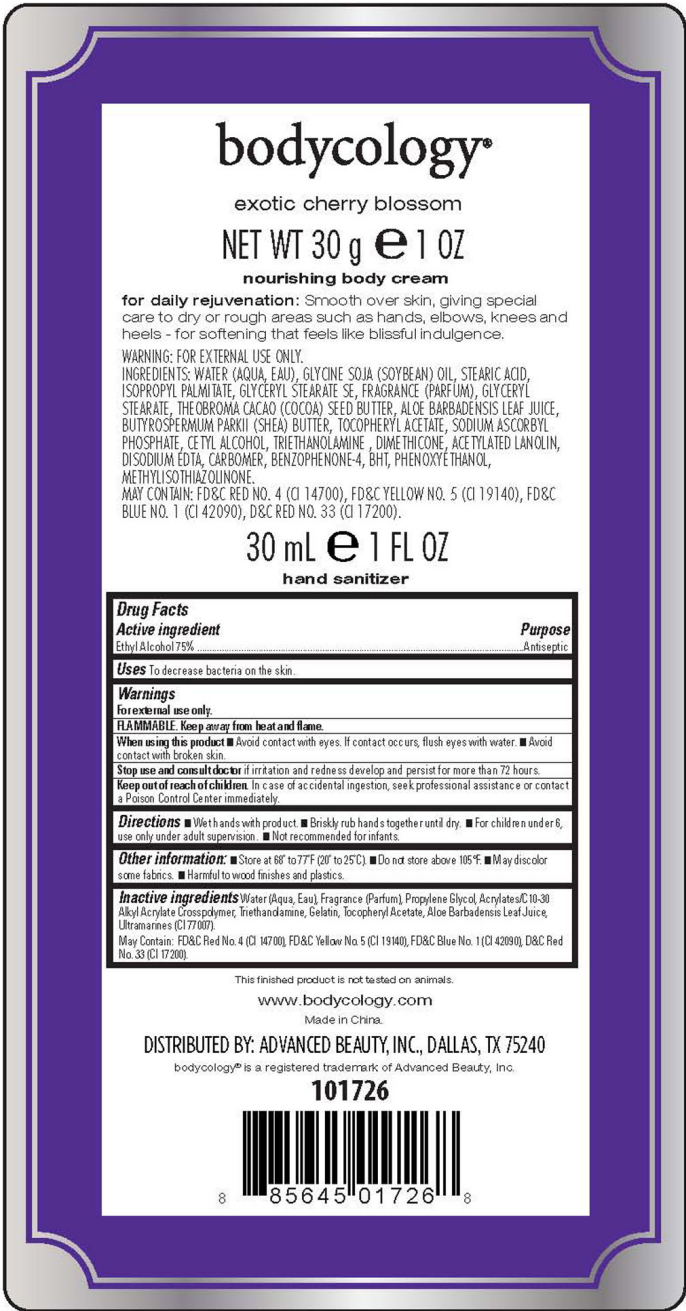 bodycology®
exotic cherry blossom
NET WT 30 g ℮ 1 OZ
nourishing body cream
for daily rejuvenation: Smooth over skin, giving special
care to dry or rough areas such as hands, elbows, knees and
heels - for softening that feels like blissful indulgence.
WARNING: FOR EXTERNAL USE ONLY.
INGREDIENTS: WATER (AQUA, EAU), GLYCINE SOJA (SOYBEAN) OIL, STEARIC ACID,
ISOPROPYL PALMITATE, GLYCERYL STEARATE SE, FRAGRANCE (PARFUM), GLYCERYL
STEARATE, THEOBROMA CACAO (COCOA) SEED BUTTER, ALOE BARBADENSIS LEAF JUICE,
BUTYROSPERMUM PARKII (SHEA) BUTTER, TOCOPHERYL ACETATE, SODIUM ASCORBYL
PHOSPHATE, CETYL ALCOHOL, TRIETHANOLAMINE , DIMETHICONE, ACETYLATED LANOLIN,
DISODIUM EDTA, CARBOMER, BENZOPHENONE-4, BHT, PHENOXYETHANOL,
METHYLISOTHIAZOLINONE.
MAY CONTAIN: FD&C RED NO. 4 (CI 14700), FD&C YELLOW NO. 5 (CI 19140), FD&C
BLUE NO. 1 (CI 42090), D&C RED NO. 33 (CI 17200).
30 mL ℮ 1 FL OZ
hand sanitizer
Drug Facts
Active ingredient Purpose
Ethyl Alcohol 75% ........ Antiseptic
Uses To decrease bacteria on the skin.
Warnings
For external use only.
FLAMMABLE. Keep away from heat and flame.
When using this product ■ Avoid contact with eyes. If contact occurs, flush eyes with water. ■ Avoid
contact with broken skin.
Stop use and consult doctor if irritation and redness develop and persist for more than 72 hours.
Keep out of reach of children. In case of accidental ingestion, seek professional assistance or contact
a Poison Control Center immediately.
Directions ■ Wet hands with product. ■ Briskly rub hands together until dry. ■ For children under 6,
use only under adult supervision. ■ Not recommended for infants.
Other information: ■ Store at 68° to 77°F (20° to 25°C). ■ Do not store above 105°F. ■ May discolor
some fabrics. ■ Harmful to wood finishes and plastics.
Inactive ingredients Water (Aqua, Eau), Fragrance (Parfum), Propylene Glycol, Acrylates/C10-30
Alkyl Acrylate Crosspolymer, Triethanolamine, Gelatin, Tocopheryl Acetate, Aloe Barbadensis Leaf Juice,
Ultramarines (CI 77007).
May Contain: FD&C Red No. 4 (CI 14700), FD&C Yellow No. 5 (CI 19140), FD&C Blue No. 1 (CI 42090), D&C Red
No. 33 (CI 17200).
This finished product is not tested on animals.
www.bodycology.com
Made in China.
DISTRIBUTED BY: ADVANCED BEAUTY, INC., DALLAS, TX 75240
bodycology® is a registered trademark of Advanced Beauty, Inc.
101726
8 85645 01726 8